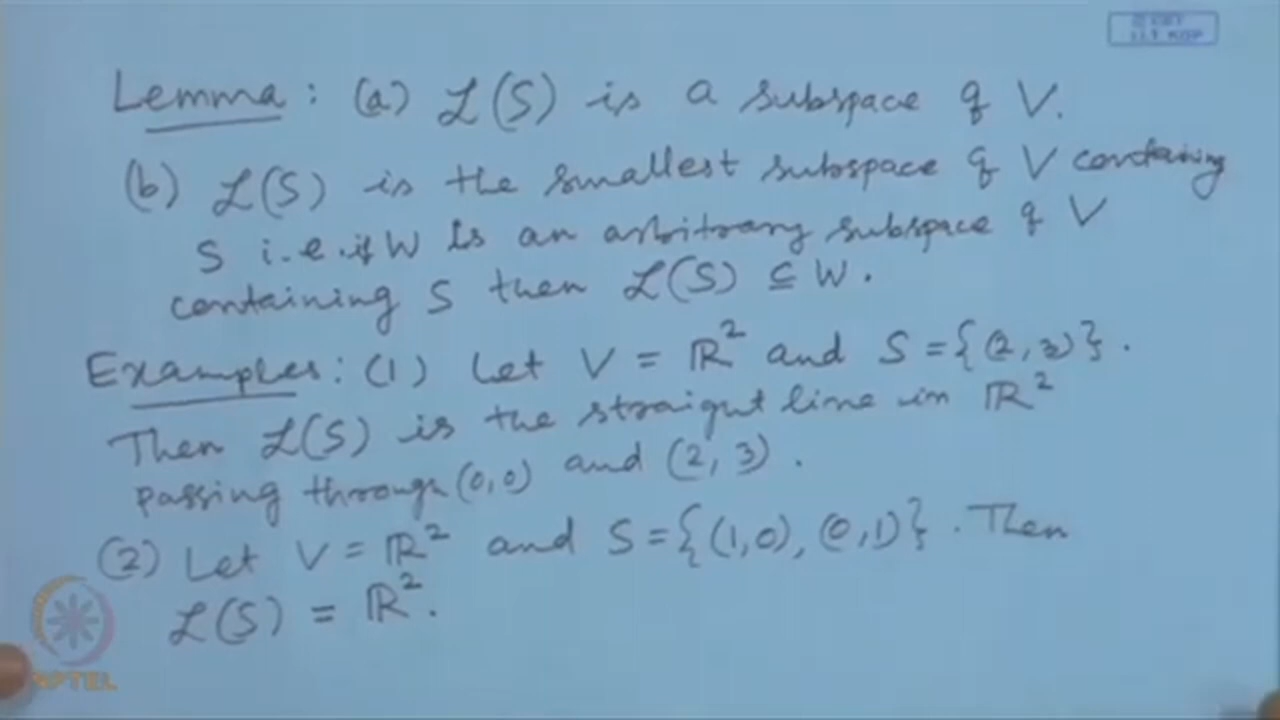 Lemma : (a) ℒ(S) is a subspace of V.
(b) ℒ(S) is the smallest subspace of V containing
S i.e. if W is an arbitrary subspace of V
containing S then ℒ(S) ⊆ W.
Examples : (1) Let V = ℝ² and S = {(2,3)}.
Then ℒ(S) is the straigut line in ℝ²
passing through (0,0) and (2,3).
(2) Let V = ℝ² and S = {(1,0), (0,1)}. Then
ℒ(S) = ℝ².
NPTEL